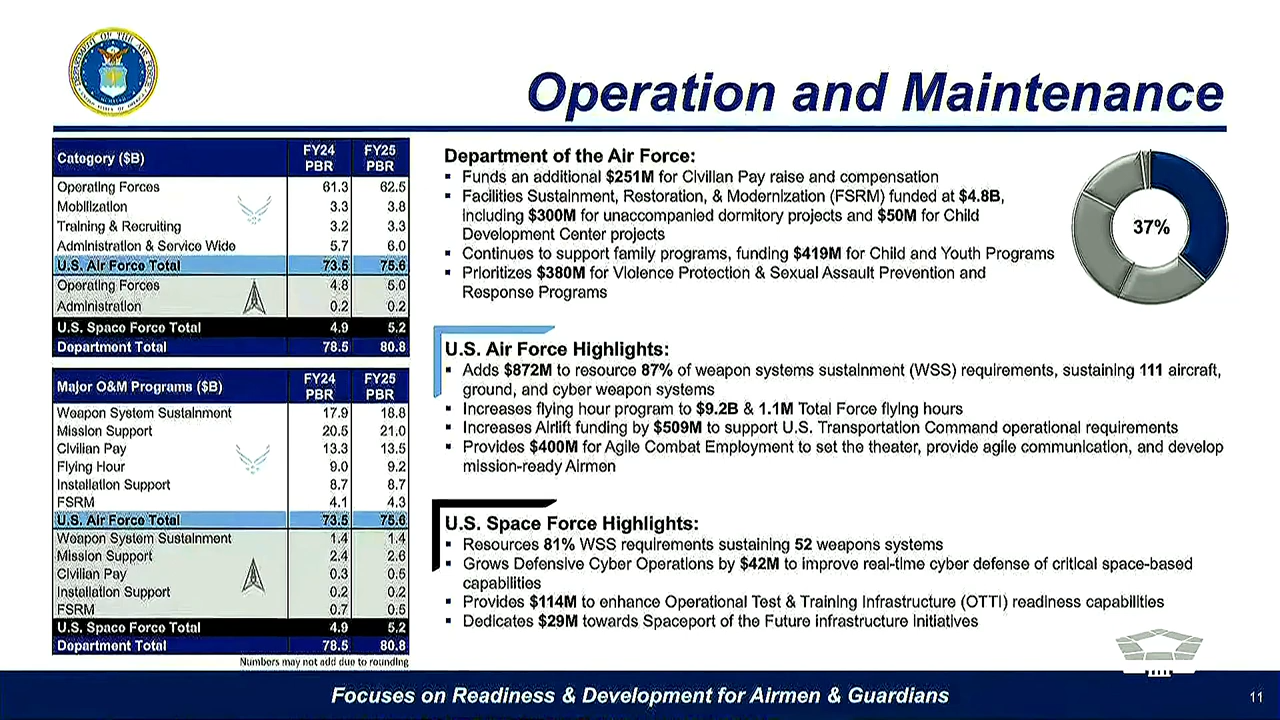 Operation and Maintenance
Category ($B) FY24 PBR FY25 PBR
Operating Forces 61.3 62.5
Mobilization 3.3 3.8
Training & Recruiting 3.2 3.3
Administration & Service Wide 5.7 6.0
U.S. Air Force Total 73.5 75.6
Operating Forces 4.8 5.0
Administration 0.2 0.2
U.S. Space Force Total 4.9 5.2
Department Total 78.5 80.8
Major O&M Programs ($B) FY24 PBR FY25 PBR
Weapon System Sustainment 17.9 18.8
Mission Support 20.5 21.0
Civilian Pay 13.3 13.5
Flying Hour 9.0 9.2
Installation Support 8.7 8.7
FSRM 4.1 4.3
U.S. Air Force Total 73.5 75.6
Weapon System Sustainment 1.4 1.4
Mission Support 2.4 2.6
Civilian Pay 0.3 0.5
Installation Support 0.2 0.2
FSRM 0.7 0.5
U.S. Space Force Total 4.9 5.2
Department Total 78.5 80.8
Numbers may not add due to rounding
Department of the Air Force:
▪ Funds an additional $251M for Civilian Pay raise and compensation
▪ Facilities Sustainment, Restoration, & Modernization (FSRM) funded at $4.8B,
including $300M for unaccompanied dormitory projects and $50M for Child
Development Center projects
▪ Continues to support family programs, funding $419M for Child and Youth Programs
▪ Prioritizes $380M for Violence Protection & Sexual Assault Prevention and
Response Programs
37%
U.S. Air Force Highlights:
▪ Adds $872M to resource 87% of weapon systems sustainment (WSS) requirements, sustaining 111 aircraft,
ground, and cyber weapon systems
▪ Increases flying hour program to $9.2B & 1.1M Total Force flying hours
▪ Increases Airlift funding by $509M to support U.S. Transportation Command operational requirements
▪ Provides $400M for Agile Combat Employment to set the theater, provide agile communication, and develop
mission-ready Airmen
U.S. Space Force Highlights:
▪ Resources 81% WSS requirements sustaining 52 weapons systems
▪ Grows Defensive Cyber Operations by $42M to improve real-time cyber defense of critical space-based
capabilities
▪ Provides $114M to enhance Operational Test & Training Infrastructure (OTTI) readiness capabilities
▪ Dedicates $29M towards Spaceport of the Future infrastructure initiatives
Focuses on Readiness & Development for Airmen & Guardians
11